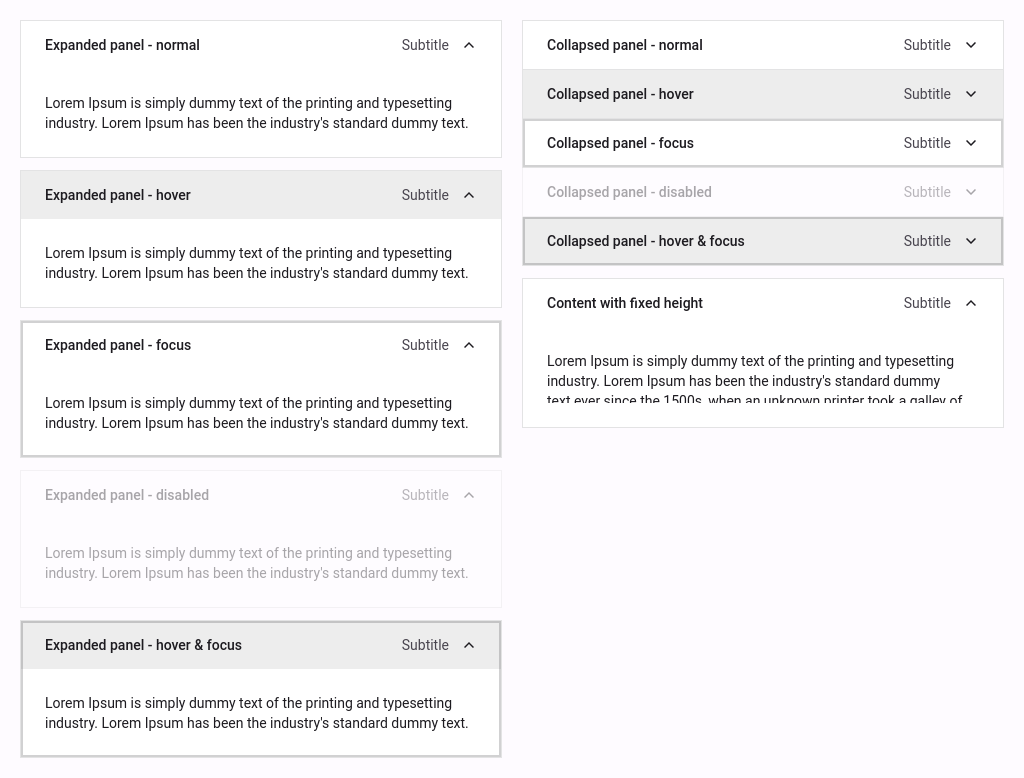 Expanded panel - normal Subtitle
Lorem Ipsum is simply dummy text of the printing and typesetting
industry. Lorem Ipsum has been the industry's standard dummy text.
Expanded panel - hover Subtitle
Lorem Ipsum is simply dummy text of the printing and typesetting
industry. Lorem Ipsum has been the industry's standard dummy text.
Expanded panel - focus Subtitle
Lorem Ipsum is simply dummy text of the printing and typesetting
industry. Lorem Ipsum has been the industry's standard dummy text.
Expanded panel - disabled Subtitle
Lorem Ipsum is simply dummy text of the printing and typesetting
industry. Lorem Ipsum has been the industry's standard dummy text.
Expanded panel - hover & focus Subtitle
Lorem Ipsum is simply dummy text of the printing and typesetting
industry. Lorem Ipsum has been the industry's standard dummy text.
Collapsed panel - normal Subtitle
Collapsed panel - hover Subtitle
Collapsed panel - focus Subtitle
Collapsed panel - disabled Subtitle
Collapsed panel - hover & focus Subtitle
Content with fixed height Subtitle
Lorem Ipsum is simply dummy text of the printing and typesetting
industry. Lorem Ipsum has been the industry's standard dummy
text ever since the 1500s, when an unknown printer took a galley of